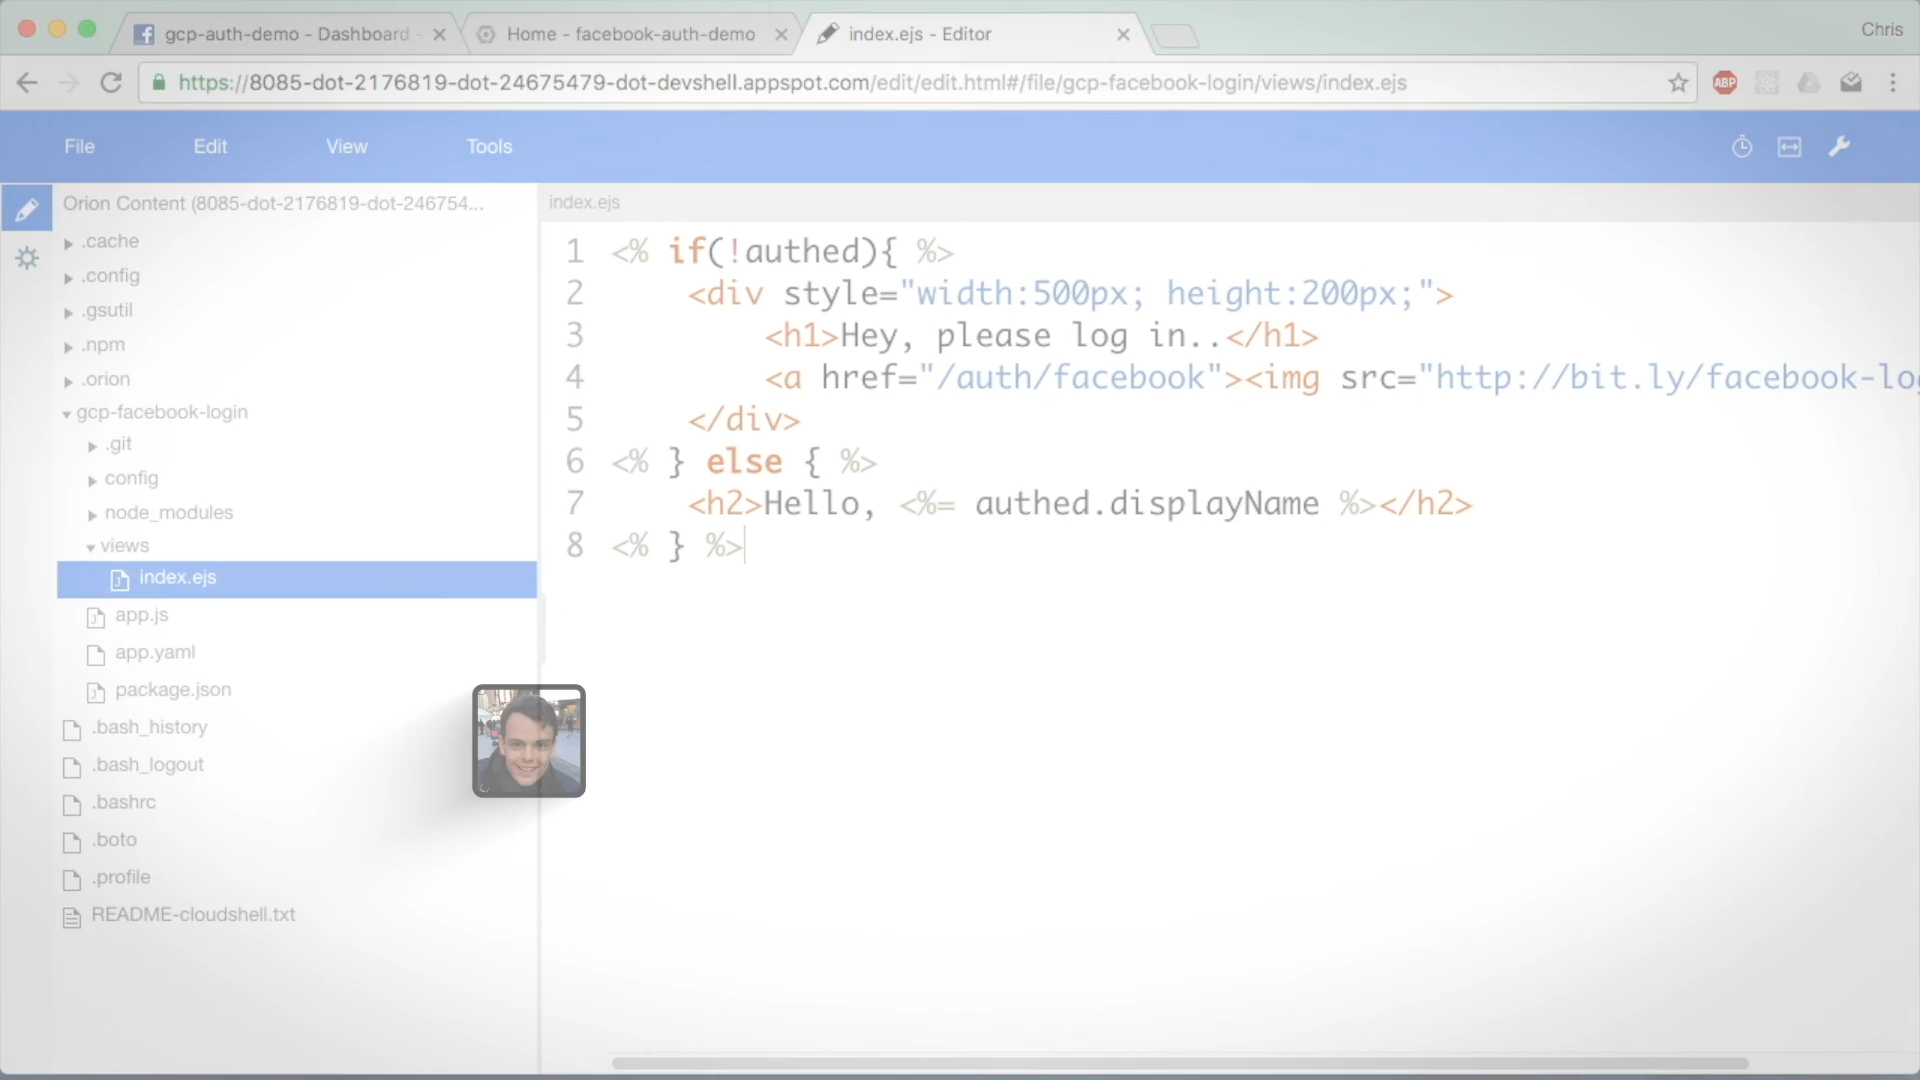 gcp-auth-demo - Dashboard -
Home - facebook-auth-demo
index.ejs - Editor
Chris
https://8085-dot-2176819-dot-24675479-dot-devshell.appspot.com/edit/edit.html#/file/gcp-facebook-login/views/index.ejs
ABP
File Edit View Tools
Orion Content (8085-dot-2176819-dot-246754...
.cache
.config
.gsutil
.npm
.orion
gcp-facebook-login
.git
config
node_modules
views
index.ejs
app.js
app.yaml
package.json
.bash_history
.bash_logout
.bashrc
.boto
.profile
README-cloudshell.txt
index.ejs
1 <% if(!authed){ %>
2 <div style="width:500px; height:200px;">
3 <h1>Hey, please log in..</h1>
4 <a href="/auth/facebook"><img src="http://bit.ly/facebook-lo
5 </div>
6 <% } else { %>
7 <h2>Hello, <%= authed.displayName %></h2>
8 <% } %>